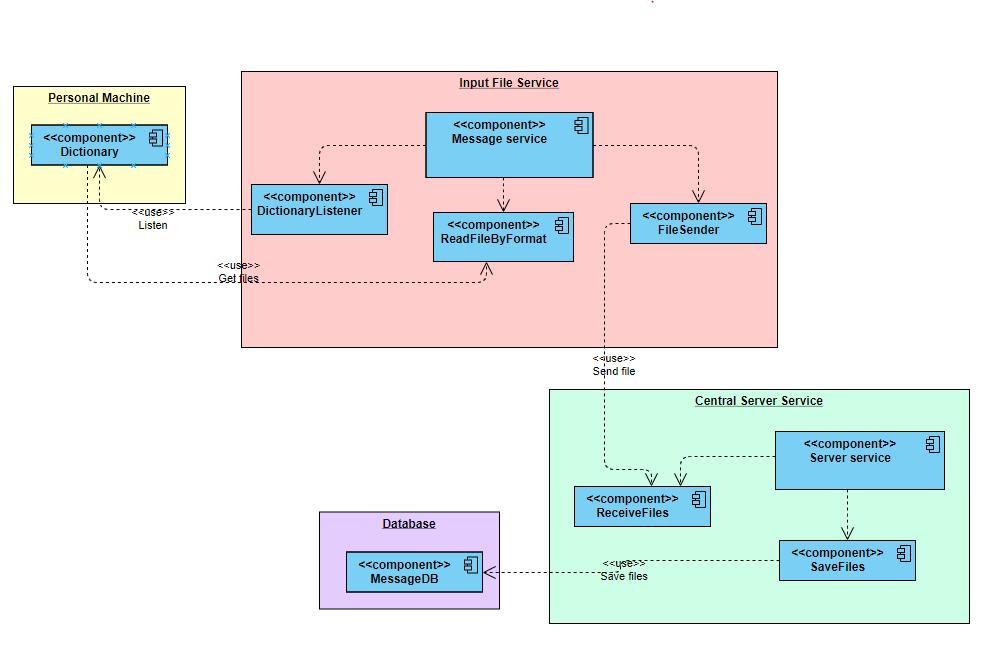 Input File Service
Personal Machine
<<component>>
Dictionary
<<component>>
Message service
<<component>>
DictionaryListener
<<component>>
ReadFileByFormat
<<component>>
FileSender
<<use>>
Listen
<<use>>
Get files
<<use>>
Send file
Central Server Service
<<component>>
Server service
<<component>>
ReceiveFiles
Database
<<component>>
MessageDB
<<component>>
SaveFiles
<<use>>
Save files